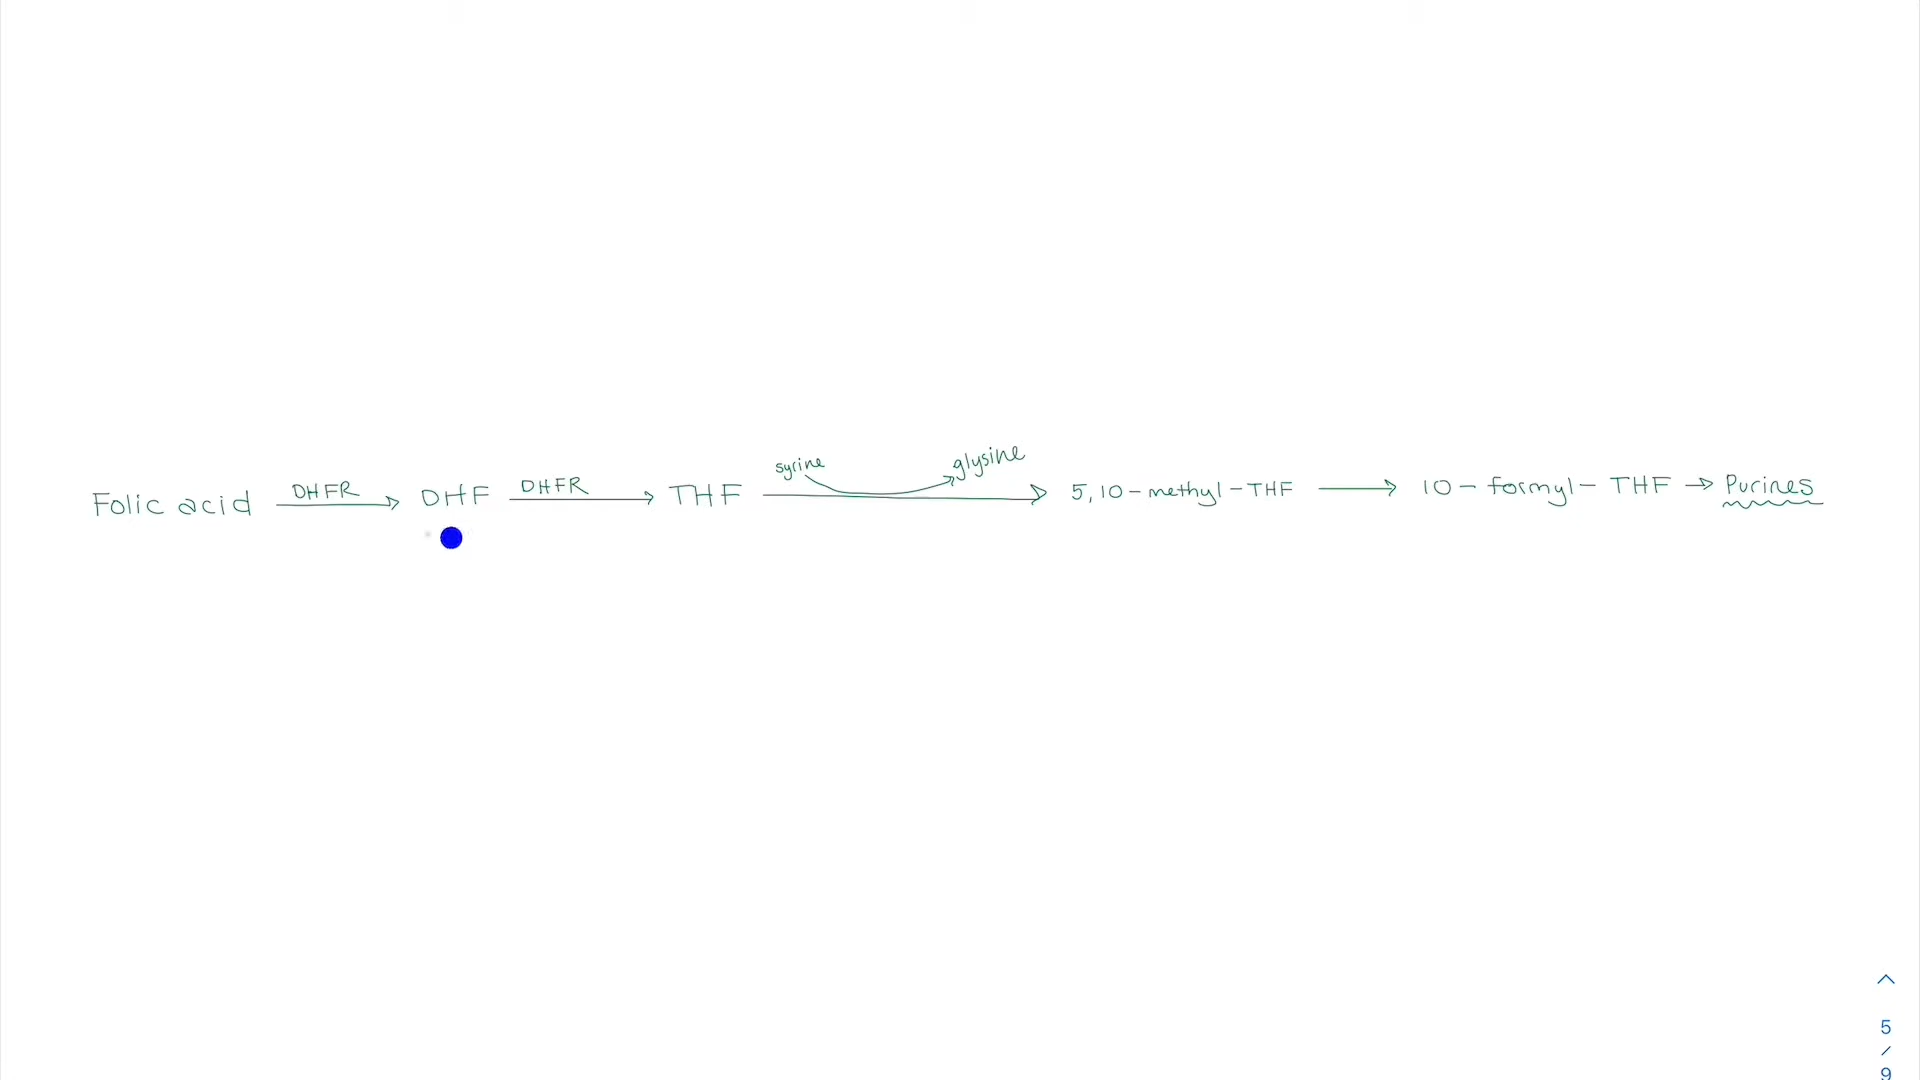 Folic acid DHFR DHF DHFR THF syrine glysine 5,10-methyl-THF 10-formyl-THF Purines
5
/
9